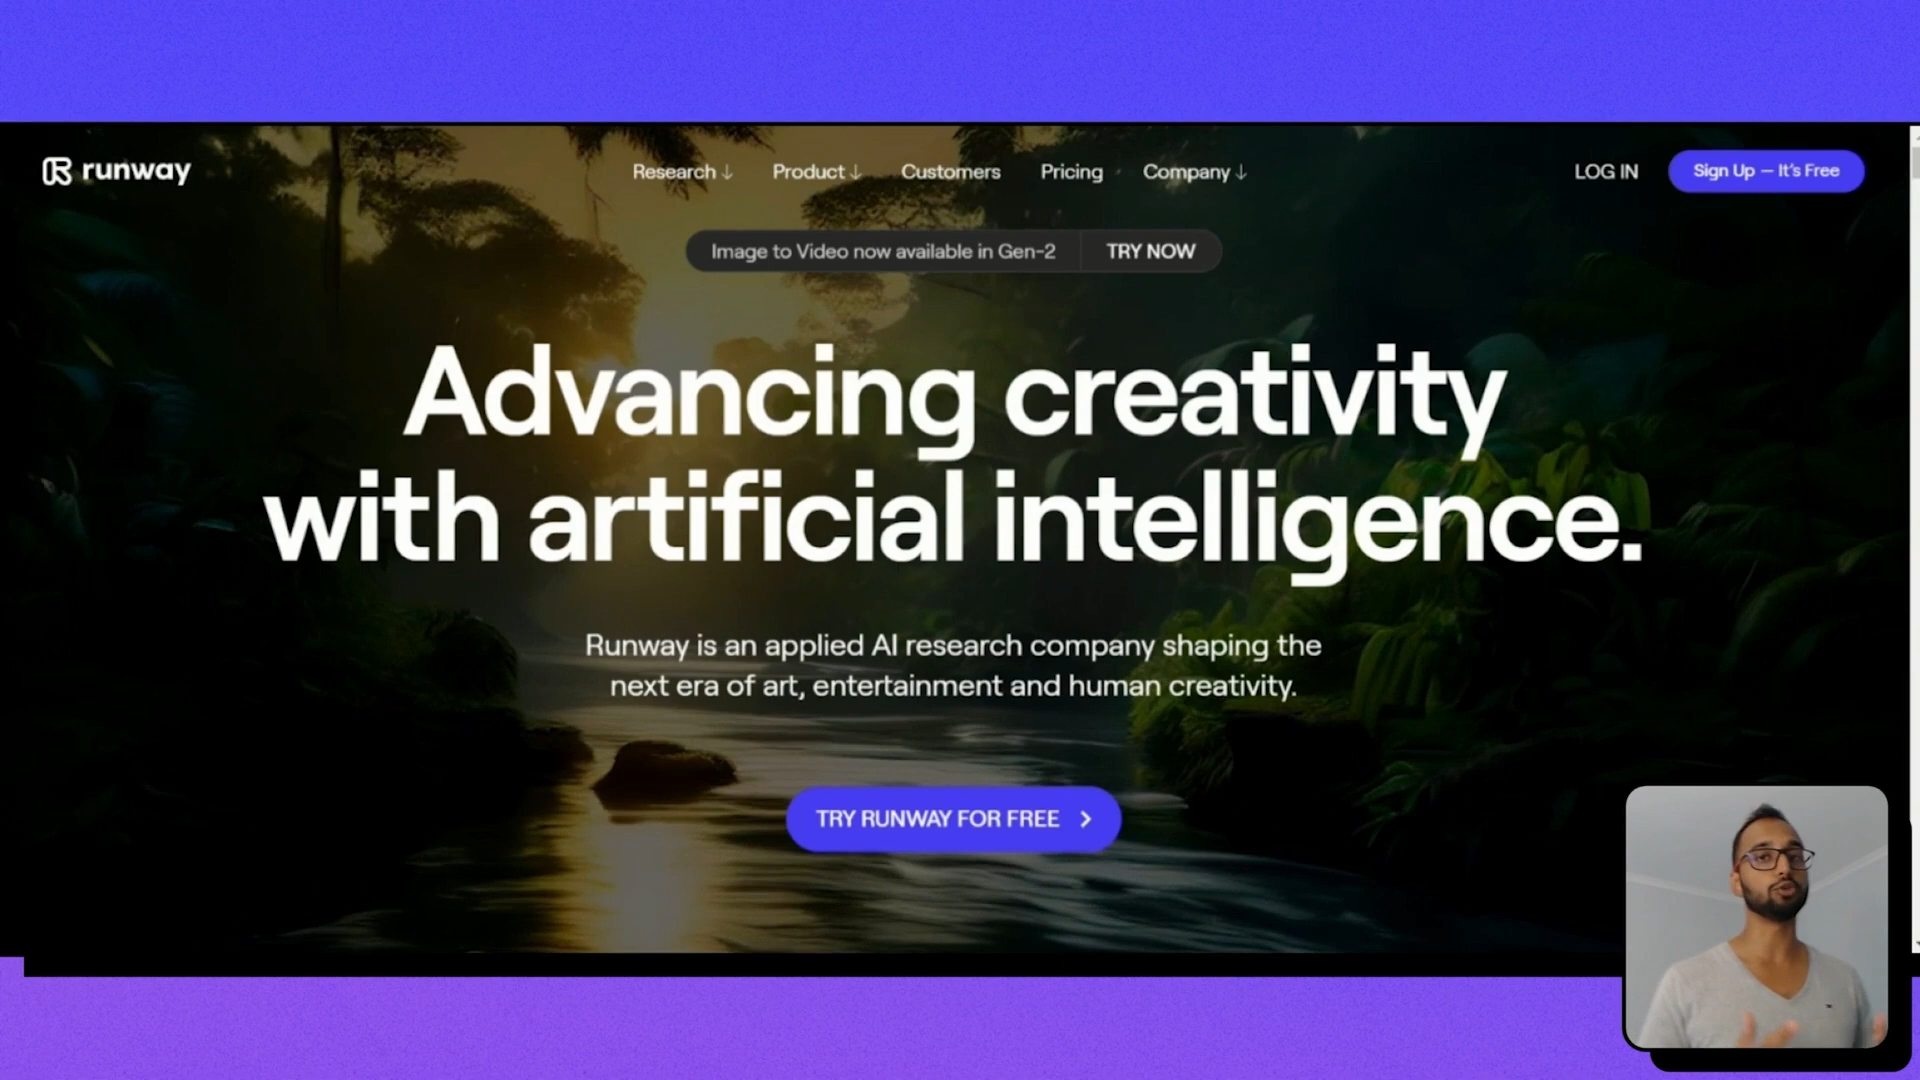 runway
Research ↓ Product ↓ Customers Pricing Company ↓
LOG IN
Sign Up — It's Free
Image to Video now available in Gen-2 TRY NOW
Advancing creativity
with artificial intelligence.
Runway is an applied AI research company shaping the
next era of art, entertainment and human creativity.
TRY RUNWAY FOR FREE